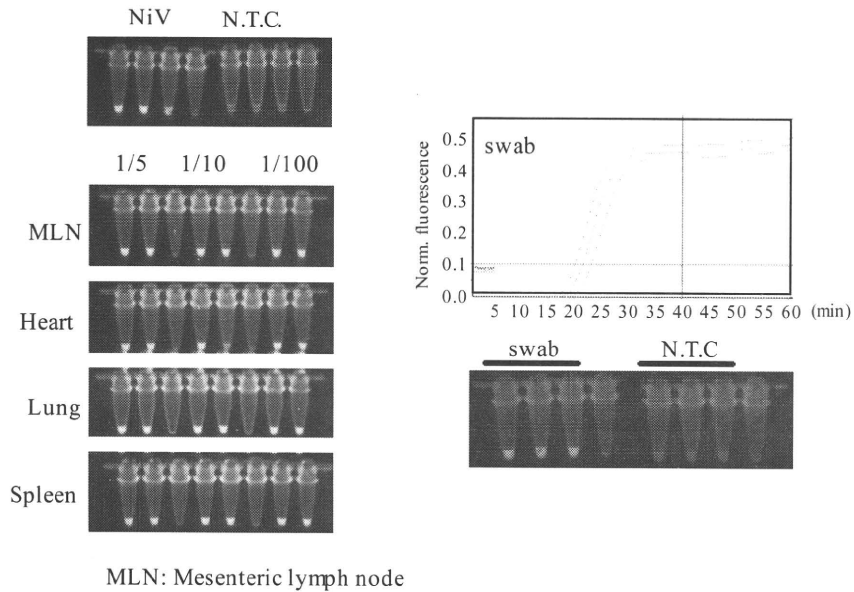 NiV N.T.C.
1/5 1/10 1/100
MLN
Heart
Lung
Spleen
MLN: Mesenteric lymph node
swab
Norm. fluorescence
0.5
0.4
0.3
0.2
0.1
0.0
5 10 15 20 25 30 35 40 45 50 55 60 (min)
swab N.T.C